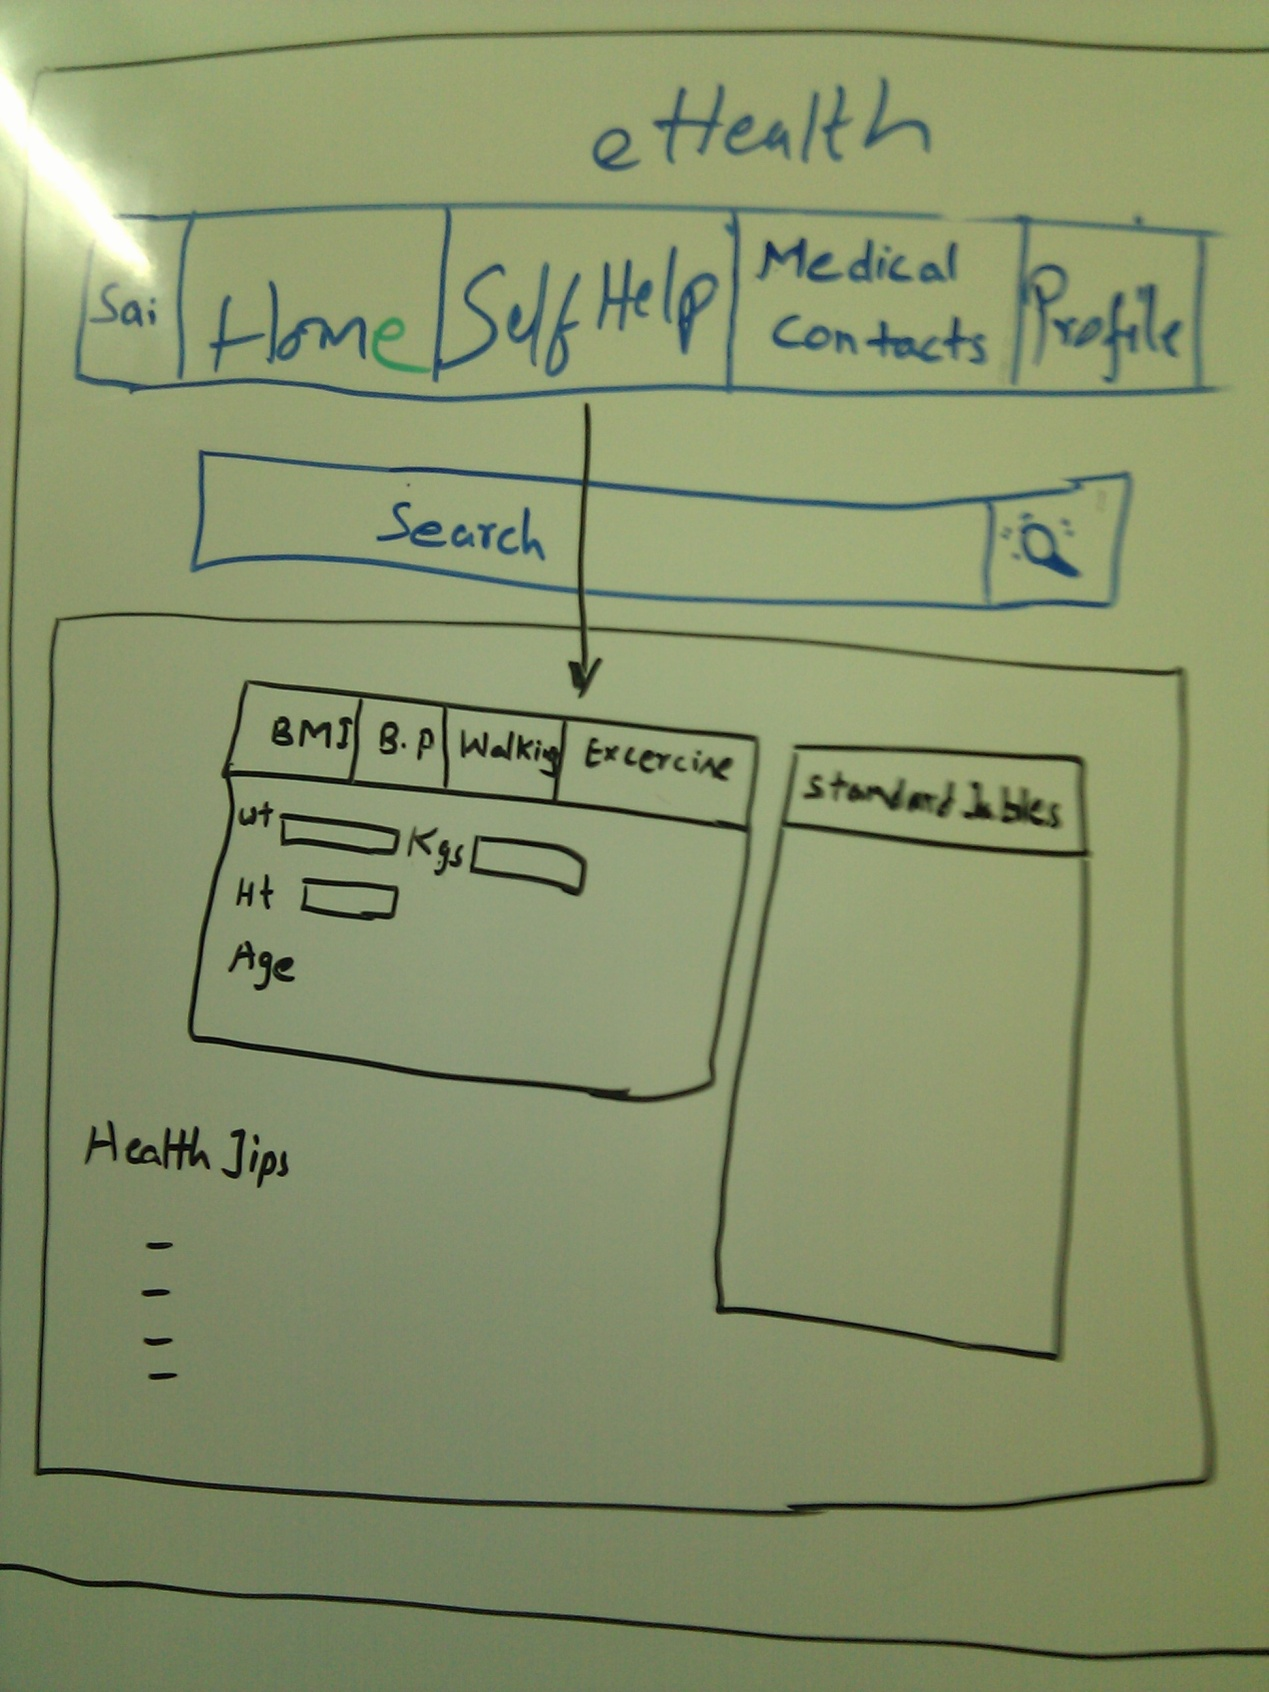 eHealth
Sai Home Self Help Medical Contacts Profile
Search
BMI B.P Walking Excercise
Standard Tables
Wt Kgs
Ht
Age
Health Tips
-
-
-
-